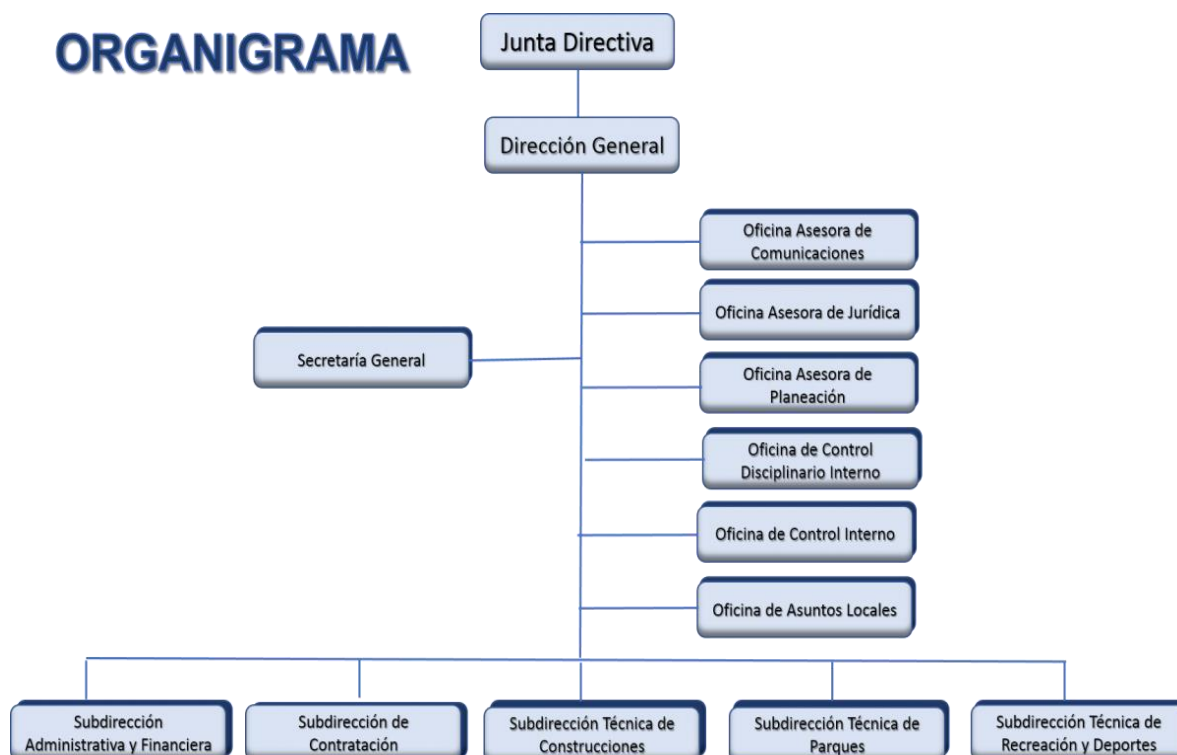 ORGANIGRAMA
Junta Directiva
Dirección General
Oficina Asesora de
Comunicaciones
Oficina Asesora de Jurídica
Secretaría General
Oficina Asesora de
Planeación
Oficina de Control
Disciplinario Interno
Oficina de Control Interno
Oficina de Asuntos Locales
Subdirección
Administrativa y Financiera
Subdirección de
Contratación
Subdirección Técnica de
Construcciones
Subdirección Técnica de
Parques
Subdirección Técnica de
Recreación y Deportes